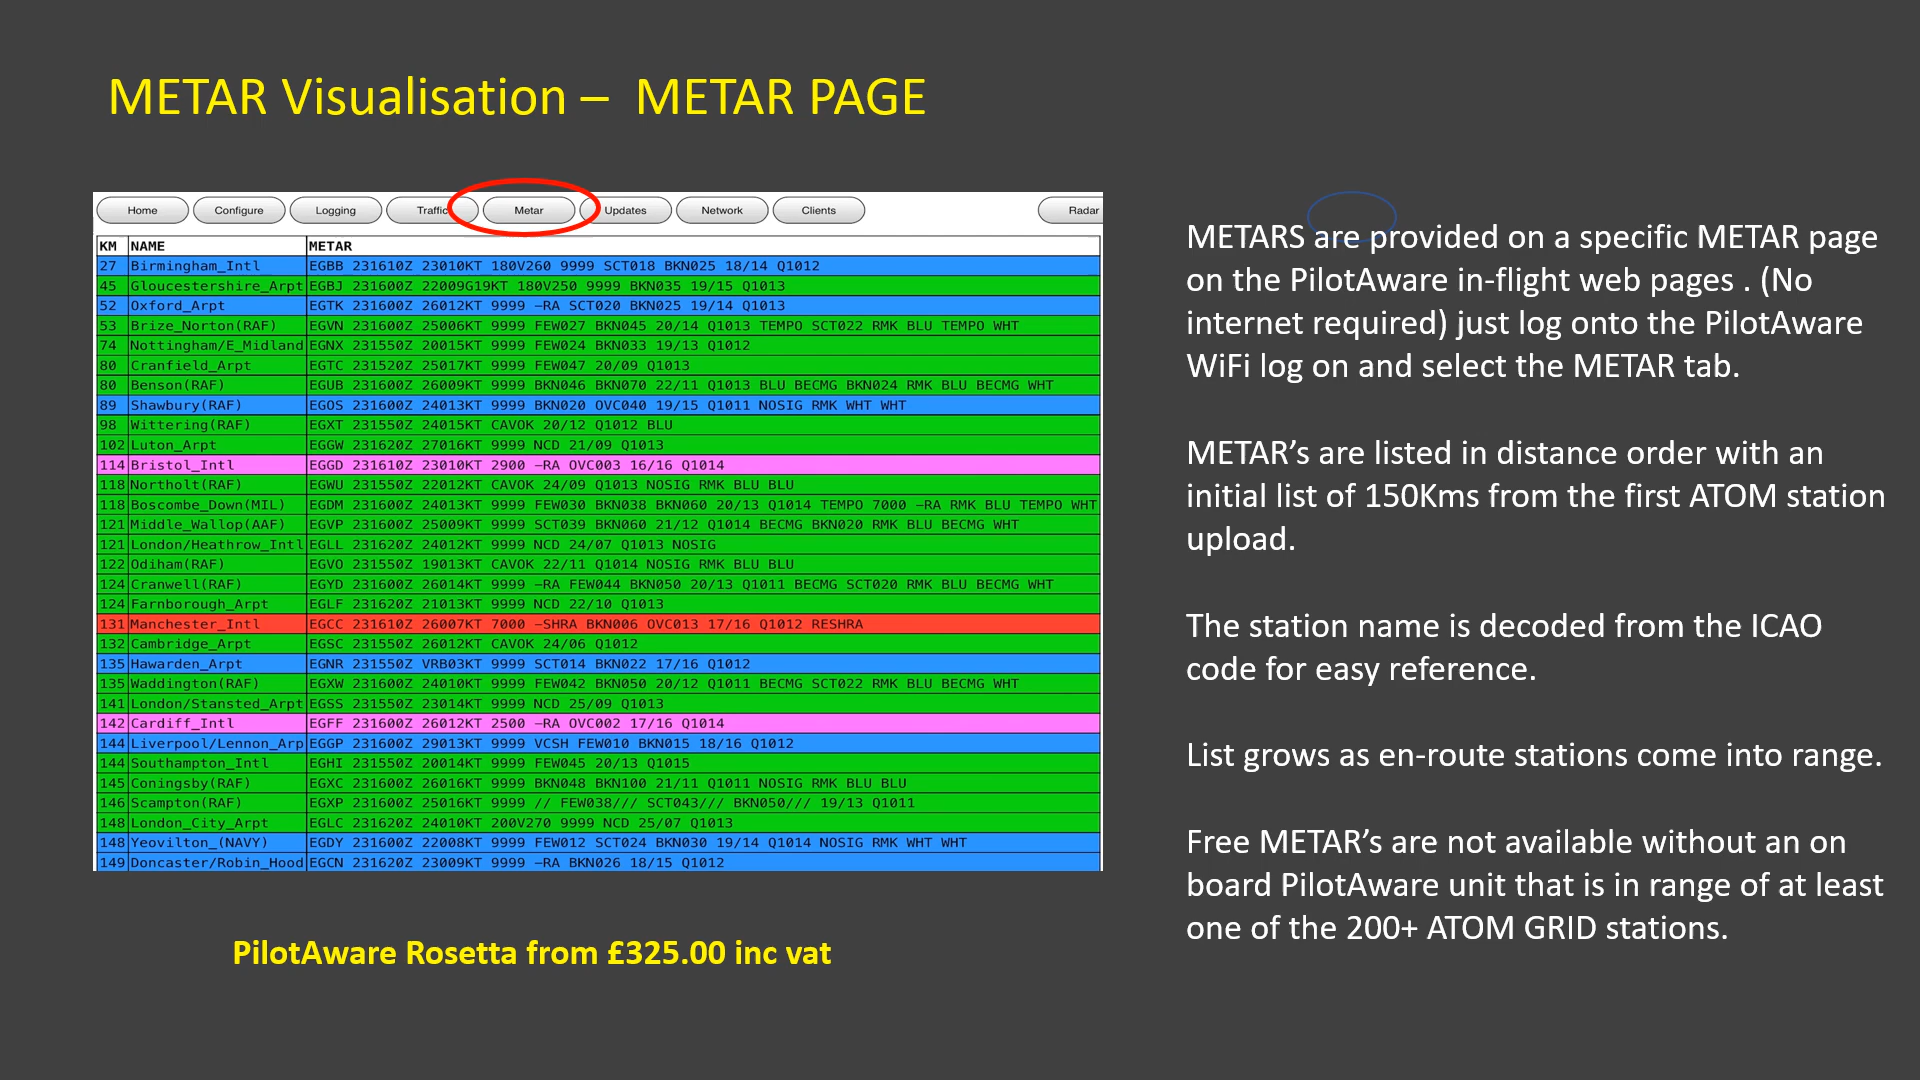 METAR Visualisation – METAR PAGE
Home Configure Logging Traffic Metar Updates Network Clients Radar
KM NAME METAR
27 Birmingham_Intl EGBB 231610Z 23010KT 180V260 9999 SCT018 BKN025 18/14 Q1012
45 Gloucestershire_Arpt EGBJ 231600Z 22009G19KT 180V250 9999 BKN035 19/15 Q1013
52 Oxford_Arpt EGTK 231600Z 26012KT 9999 –RA SCT020 BKN025 19/14 Q1013
53 Brize_Norton(RAF) EGVN 231600Z 25006KT 9999 FEW027 BKN045 20/14 Q1013 TEMPO SCT022 RMK BLU TEMPO WHT
74 Nottingham/E_Midland EGNX 231550Z 20015KT 9999 FEW024 BKN033 19/13 Q1012
80 Cranfield_Arpt EGTC 231520Z 25017KT 9999 FEW047 20/09 Q1013
80 Benson(RAF) EGUB 231600Z 26009KT 9999 BKN046 BKN070 22/11 Q1013 BLU BECMG BKN024 RMK BLU BECMG WHT
89 Shawbury(RAF) EGOS 231600Z 24013KT 9999 BKN020 OVC040 19/15 Q1011 NOSIG RMK WHT WHT
98 Wittering(RAF) EGXT 231550Z 24015KT CAVOK 20/12 Q1012 BLU
102 Luton_Arpt EGGW 231620Z 27016KT 9999 NCD 21/09 Q1013
114 Bristol_Intl EGGD 231610Z 23010KT 2900 –RA OVC003 16/16 Q1014
118 Northolt(RAF) EGWU 231550Z 22012KT CAVOK 24/09 Q1013 NOSIG RMK BLU BLU
118 Boscombe_Down(MIL) EGDM 231600Z 24013KT 9999 FEW030 BKN038 BKN060 20/13 Q1014 TEMPO 7000 –RA RMK BLU TEMPO WHT
121 Middle_Wallop(AAF) EGVP 231600Z 25009KT 9999 SCT039 BKN060 21/12 Q1014 BECMG BKN020 RMK BLU BECMG WHT
121 London/Heathrow_Intl EGLL 231620Z 24012KT 9999 NCD 24/07 Q1013 NOSIG
122 Odiham(RAF) EGVO 231550Z 19013KT CAVOK 22/11 Q1014 NOSIG RMK BLU BLU
124 Cranwell(RAF) EGYD 231600Z 26014KT 9999 –RA FEW044 BKN050 20/13 Q1011 BECMG SCT020 RMK BLU BECMG WHT
124 Farnborough_Arpt EGLF 231620Z 21013KT 9999 NCD 22/10 Q1013
131 Manchester_Intl EGCC 231610Z 26007KT 7000 –SHRA BKN006 OVC013 17/16 Q1012 RESHRA
132 Cambridge_Arpt EGSC 231550Z 26012KT CAVOK 24/06 Q1012
135 Hawarden_Arpt EGNR 231550Z VRB03KT 9999 SCT014 BKN022 17/16 Q1012
135 Waddington(RAF) EGXW 231600Z 24010KT 9999 FEW042 BKN050 20/12 Q1011 BECMG SCT022 RMK BLU BECMG WHT
141 London/Stansted_Arpt EGSS 231550Z 23014KT 9999 NCD 25/09 Q1013
142 Cardiff_Intl EGFF 231600Z 26012KT 2500 –RA OVC002 17/16 Q1014
144 Liverpool/Lennon_Arp EGGP 231600Z 29013KT 9999 VCSH FEW010 BKN015 18/16 Q1012
144 Southampton_Intl EGHI 231550Z 20014KT 9999 FEW045 20/13 Q1015
145 Coningsby(RAF) EGXC 231600Z 26016KT 9999 BKN048 BKN100 21/11 Q1011 NOSIG RMK BLU BLU
146 Scampton(RAF) EGXP 231600Z 25016KT 9999 // FEW038/// SCT043/// BKN050/// 19/13 Q1011
148 London_City_Arpt EGLC 231620Z 24010KT 200V270 9999 NCD 25/07 Q1013
148 Yeovilton_(NAVY) EGDY 231600Z 22008KT 9999 FEW012 SCT024 BKN030 19/14 Q1014 NOSIG RMK WHT WHT
149 Doncaster/Robin_Hood EGCN 231620Z 23009KT 9999 –RA BKN026 18/15 Q1012
PilotAware Rosetta from £325.00 inc vat
METARS are provided on a specific METAR page
on the PilotAware in-flight web pages . (No
internet required) just log onto the PilotAware
WiFi log on and select the METAR tab.
METAR’s are listed in distance order with an
initial list of 150Kms from the first ATOM station
upload.
The station name is decoded from the ICAO
code for easy reference.
List grows as en-route stations come into range.
Free METAR’s are not available without an on
board PilotAware unit that is in range of at least
one of the 200+ ATOM GRID stations.